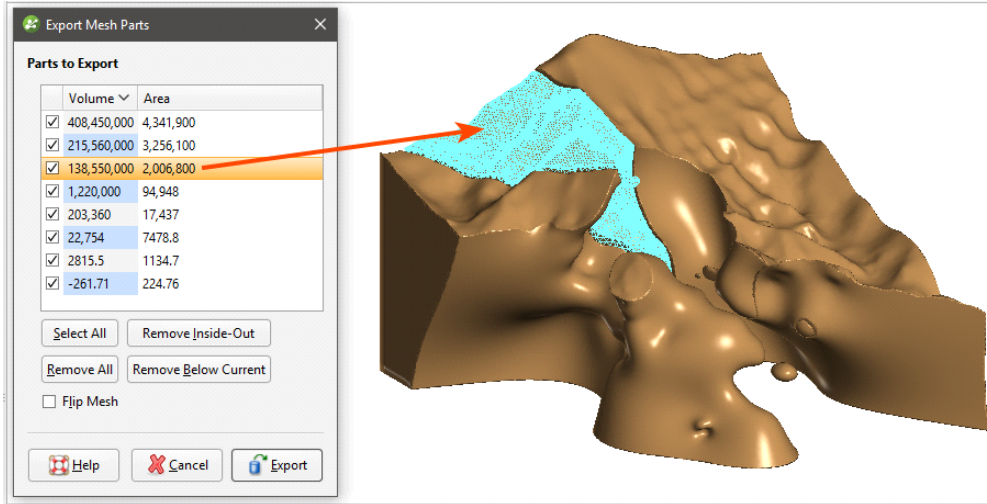 Export Mesh Parts
Parts to Export
Volume Area
408,450,000 4,341,900
215,560,000 3,256,100
138,550,000 2,006,800
1,220,000 94,948
203,360 17,437
22,754 7478.8
2815.5 1134.7
-261.71 224.76
Select All Remove Inside-Out
Remove All Remove Below Current
Flip Mesh
Help Cancel Export